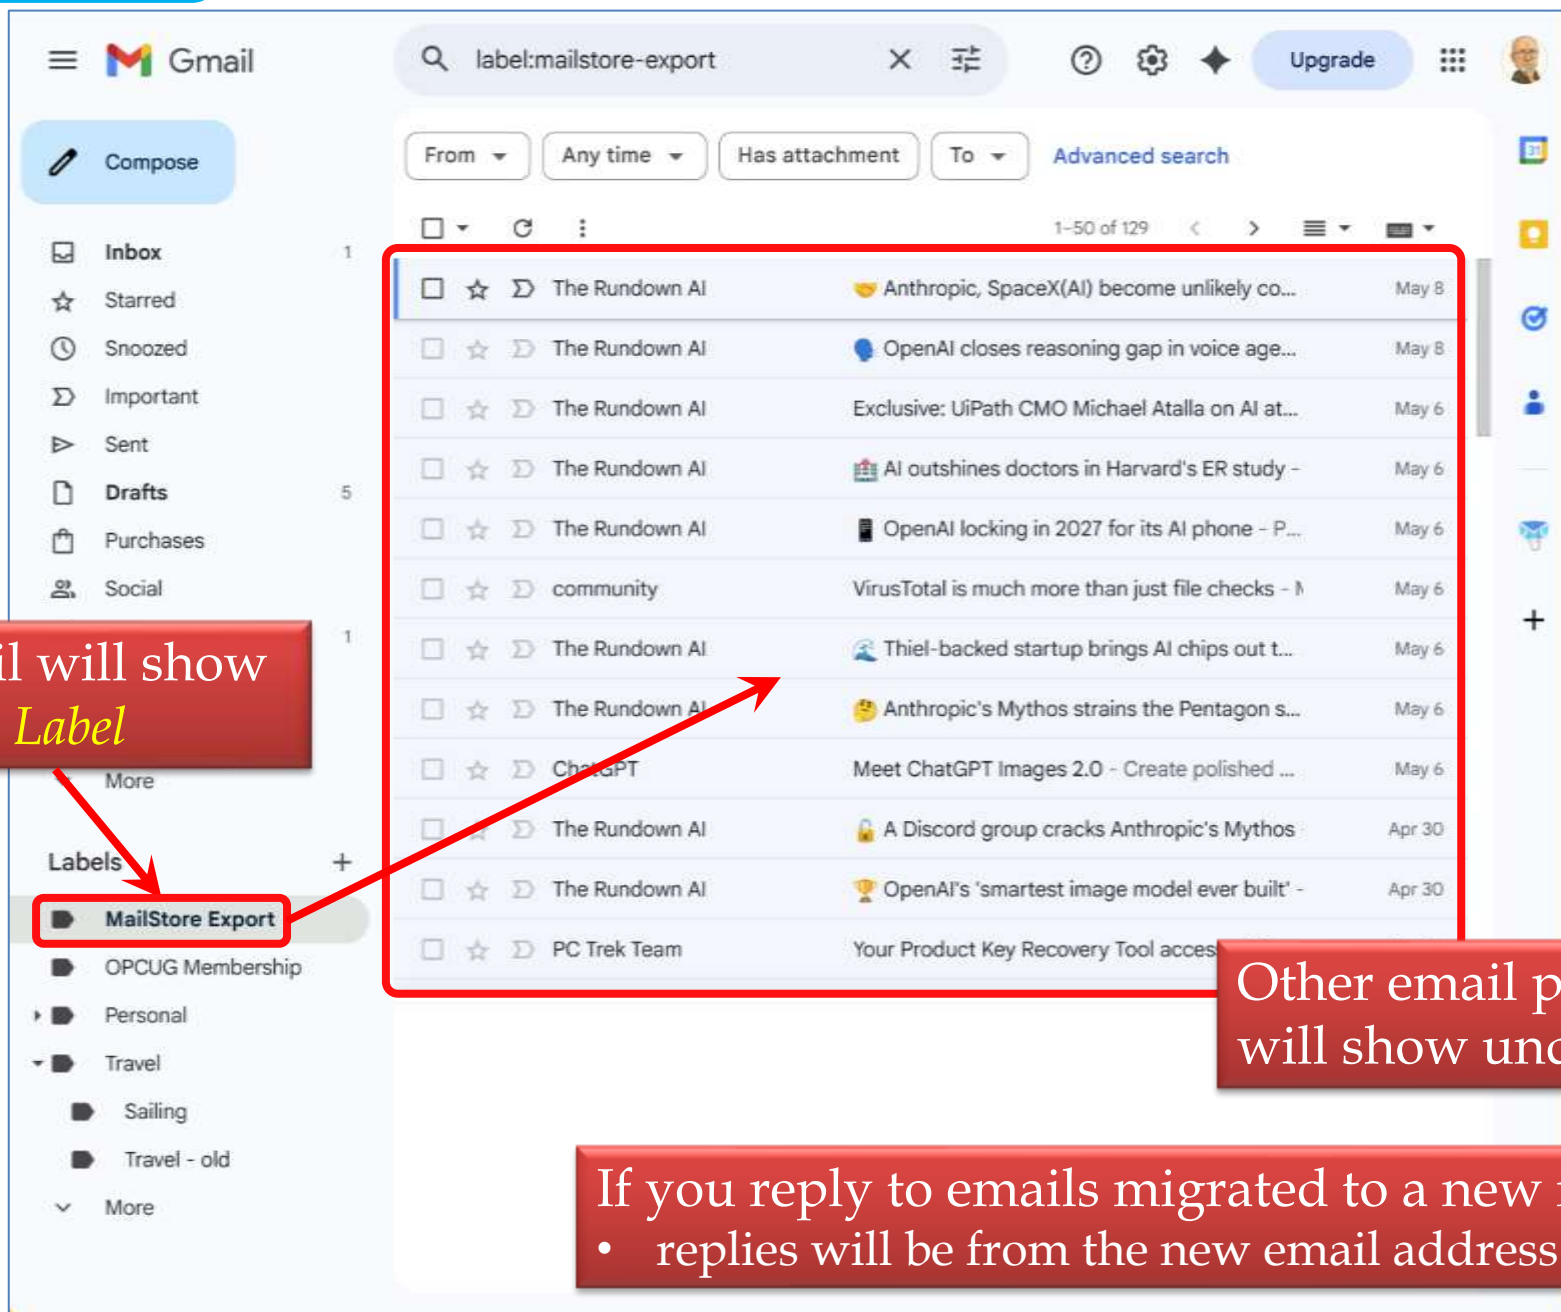 Gmail
label:mailstore-export
Upgrade
Compose
From
Any time
Has attachment
To
Advanced search
1–50 of 129
Inbox 1
Starred
Snoozed
Important
Sent
Drafts 5
Purchases
Social
1
More
Labels +
MailStore Export
OPCUG Membership
Personal
Travel
Sailing
Travel - old
More
The Rundown AI 🤝 Anthropic, SpaceX(AI) become unlikely co... May 8
The Rundown AI 🗣 OpenAI closes reasoning gap in voice age... May 8
The Rundown AI Exclusive: UiPath CMO Michael Atalla on AI at... May 6
The Rundown AI 🏥 AI outshines doctors in Harvard's ER study - May 6
The Rundown AI 📱 OpenAI locking in 2027 for its AI phone - P... May 6
community VirusTotal is much more than just file checks - May 6
The Rundown AI 🌊 Thiel-backed startup brings AI chips out t... May 6
The Rundown AI 🤔 Anthropic's Mythos strains the Pentagon s... May 6
ChatGPT Meet ChatGPT Images 2.0 - Create polished ... May 6
The Rundown AI 🔓 A Discord group cracks Anthropic's Mythos Apr 30
The Rundown AI 🏆 OpenAI's 'smartest image model ever built' - Apr 30
PC Trek Team Your Product Key Recovery Tool acces
31
il will show
Label
Other email p
will show und
If you reply to emails migrated to a new
• replies will be from the new email address